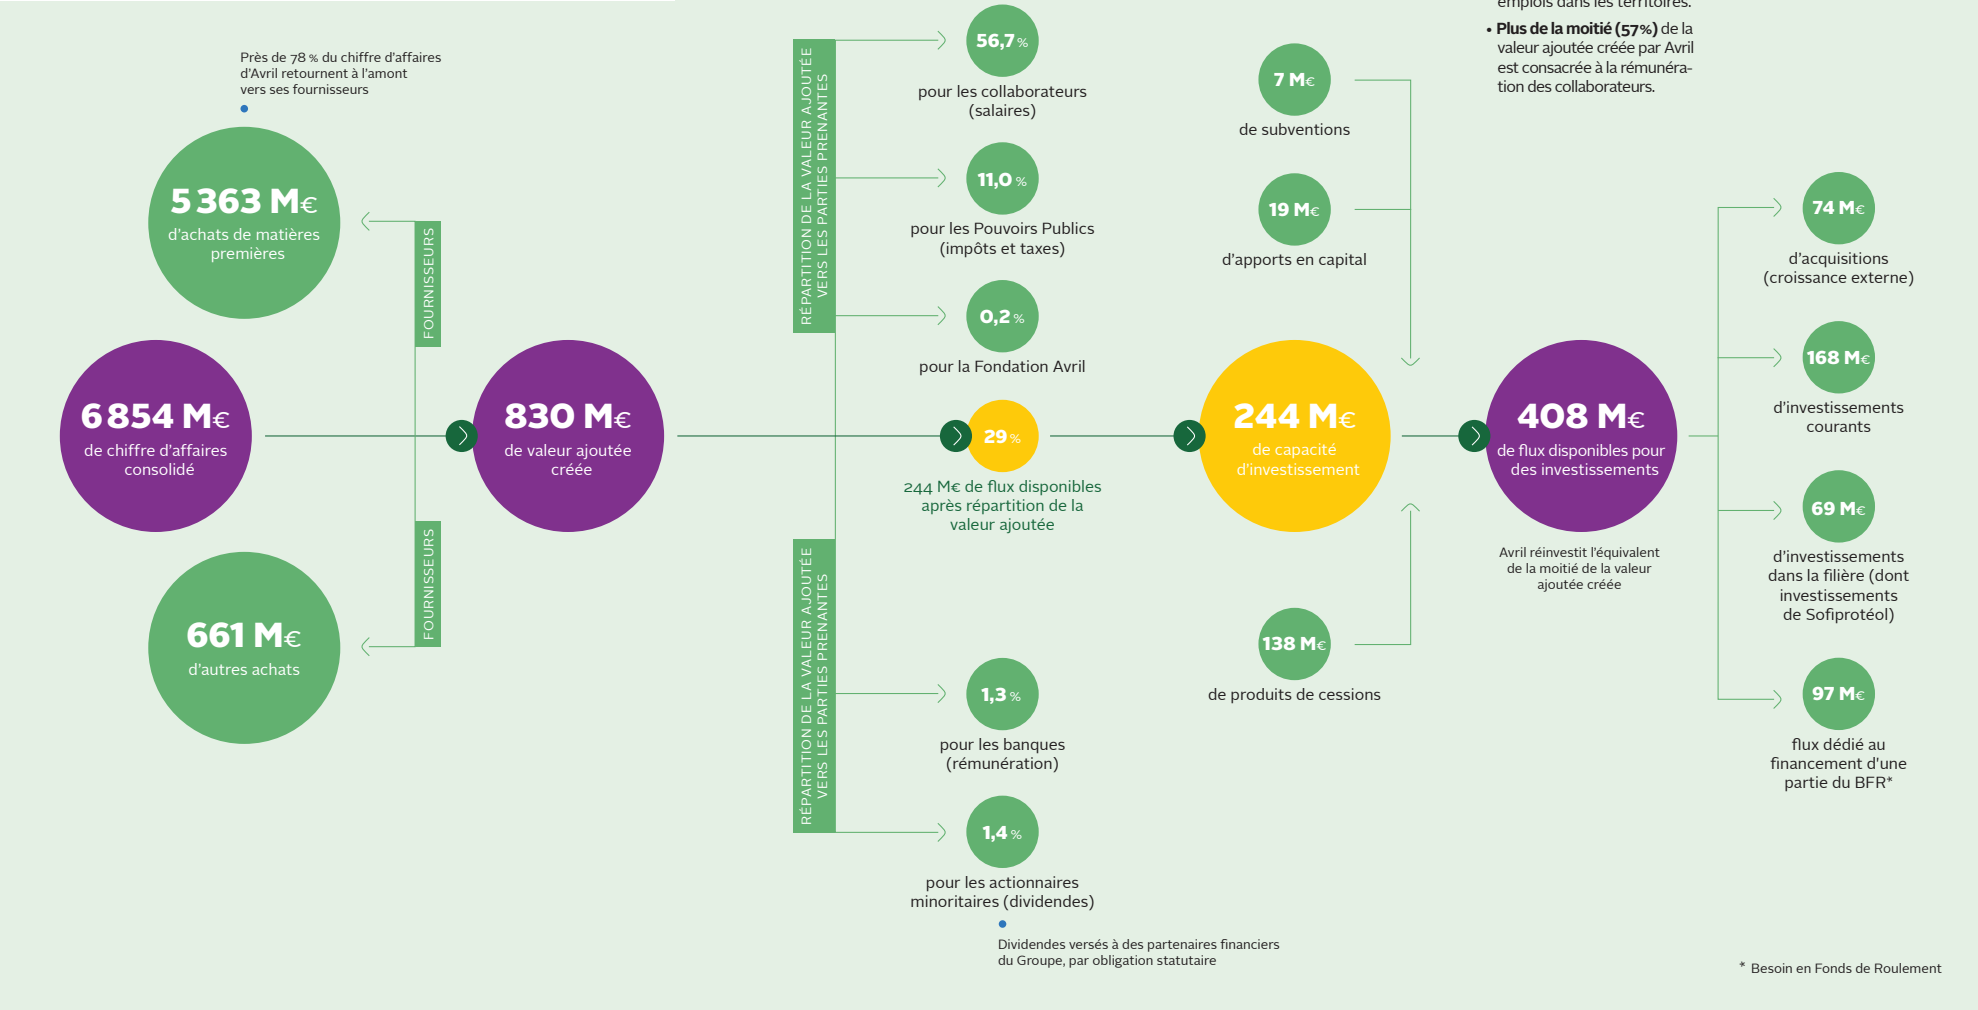 emplois dans les territoires.
• Plus de la moitié (57%) de la
valeur ajoutée créée par Avril
est consacrée à la rémunéra-
tion des collaborateurs.
Près de 78 % du chiffre d'affaires
d'Avril retournent à l'amont
vers ses fournisseurs
5 363 M€
d'achats de matières
premières
FOURNISSEURS
6 854 M€
de chiffre d'affaires
consolidé
FOURNISSEURS
661 M€
d'autres achats
830 M€
de valeur ajoutée
créée
RÉPARTITION DE LA VALEUR AJOUTÉE
VERS LES PARTIES PRENANTES
56,7 %
pour les collaborateurs
(salaires)
11,0 %
pour les Pouvoirs Publics
(impôts et taxes)
0,2 %
pour la Fondation Avril
29 %
244 M€ de flux disponibles
après répartition de la
valeur ajoutée
RÉPARTITION DE LA VALEUR AJOUTÉE
VERS LES PARTIES PRENANTES
1,3 %
pour les banques
(rémunération)
1,4 %
pour les actionnaires
minoritaires (dividendes)
Dividendes versés à des partenaires financiers
du Groupe, par obligation statutaire
7 M€
de subventions
19 M€
d'apports en capital
244 M€
de capacité
d'investissement
138 M€
de produits de cessions
408 M€
de flux disponibles pour
des investissements
Avril réinvestit l'équivalent
de la moitié de la valeur
ajoutée créée
74 M€
d'acquisitions
(croissance externe)
168 M€
d'investissements
courants
69 M€
d'investissements
dans la filière (dont
investissements
de Sofiprotéol)
97 M€
flux dédié au
financement d'une
partie du BFR*
* Besoin en Fonds de Roulement